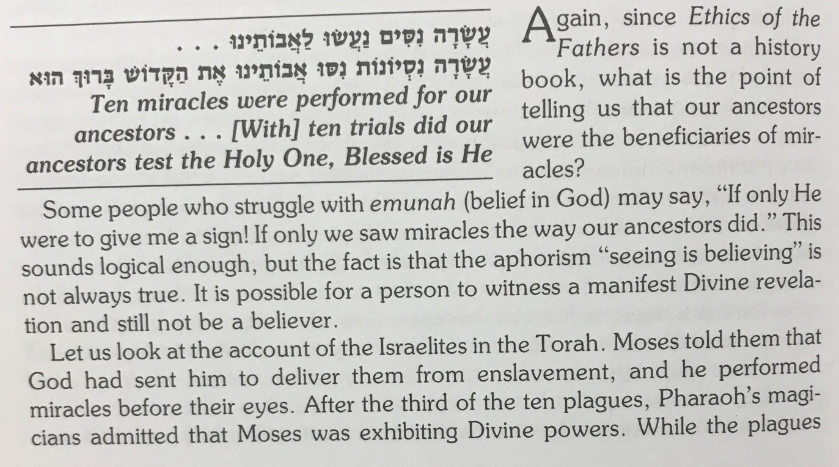 עֲשָׂרָה נִסִּים נַעֲשׂוּ לַאֲבוֹתֵינוּ . . .
עֲשָׂרָה נִסְיוֹנוֹת נִסּוּ אֲבוֹתֵינוּ אֶת הַקָּדוֹשׁ בָּרוּךְ הוּא
Ten miracles were performed for our
ancestors . . . [With] ten trials did our
ancestors test the Holy One, Blessed is He
Again, since Ethics of the
Fathers is not a history
book, what is the point of
telling us that our ancestors
were the beneficiaries of mir-
acles?
Some people who struggle with emunah (belief in God) may say, “If only He
were to give me a sign! If only we saw miracles the way our ancestors did.” This
sounds logical enough, but the fact is that the aphorism “seeing is believing” is
not always true. It is possible for a person to witness a manifest Divine revela-
tion and still not be a believer.
Let us look at the account of the Israelites in the Torah. Moses told them that
God had sent him to deliver them from enslavement, and he performed
miracles before their eyes. After the third of the ten plagues, Pharaoh’s magi-
cians admitted that Moses was exhibiting Divine powers. While the plagues